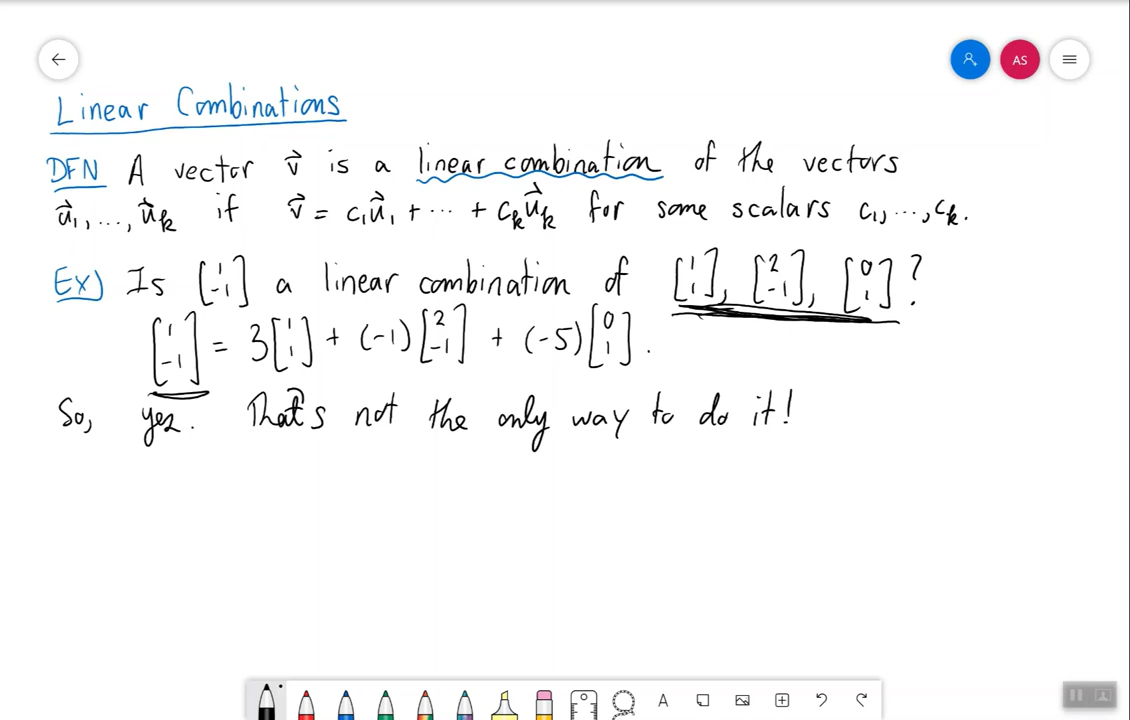 AS
Linear Combinations
DFN A vector v⃗ is a linear combination of the vectors
u⃗₁, ..., u⃗ₖ if v⃗ = c₁u⃗₁ + ··· + cₖu⃗ₖ for some scalars c₁, ..., cₖ.
Ex) Is [1 -1] a linear combination of [1 1], [2 -1], [0 1]?
[1 -1] = 3[1 1] + (-1)[2 -1] + (-5)[0 1].
So, yes. That's not the only way to do it!
A